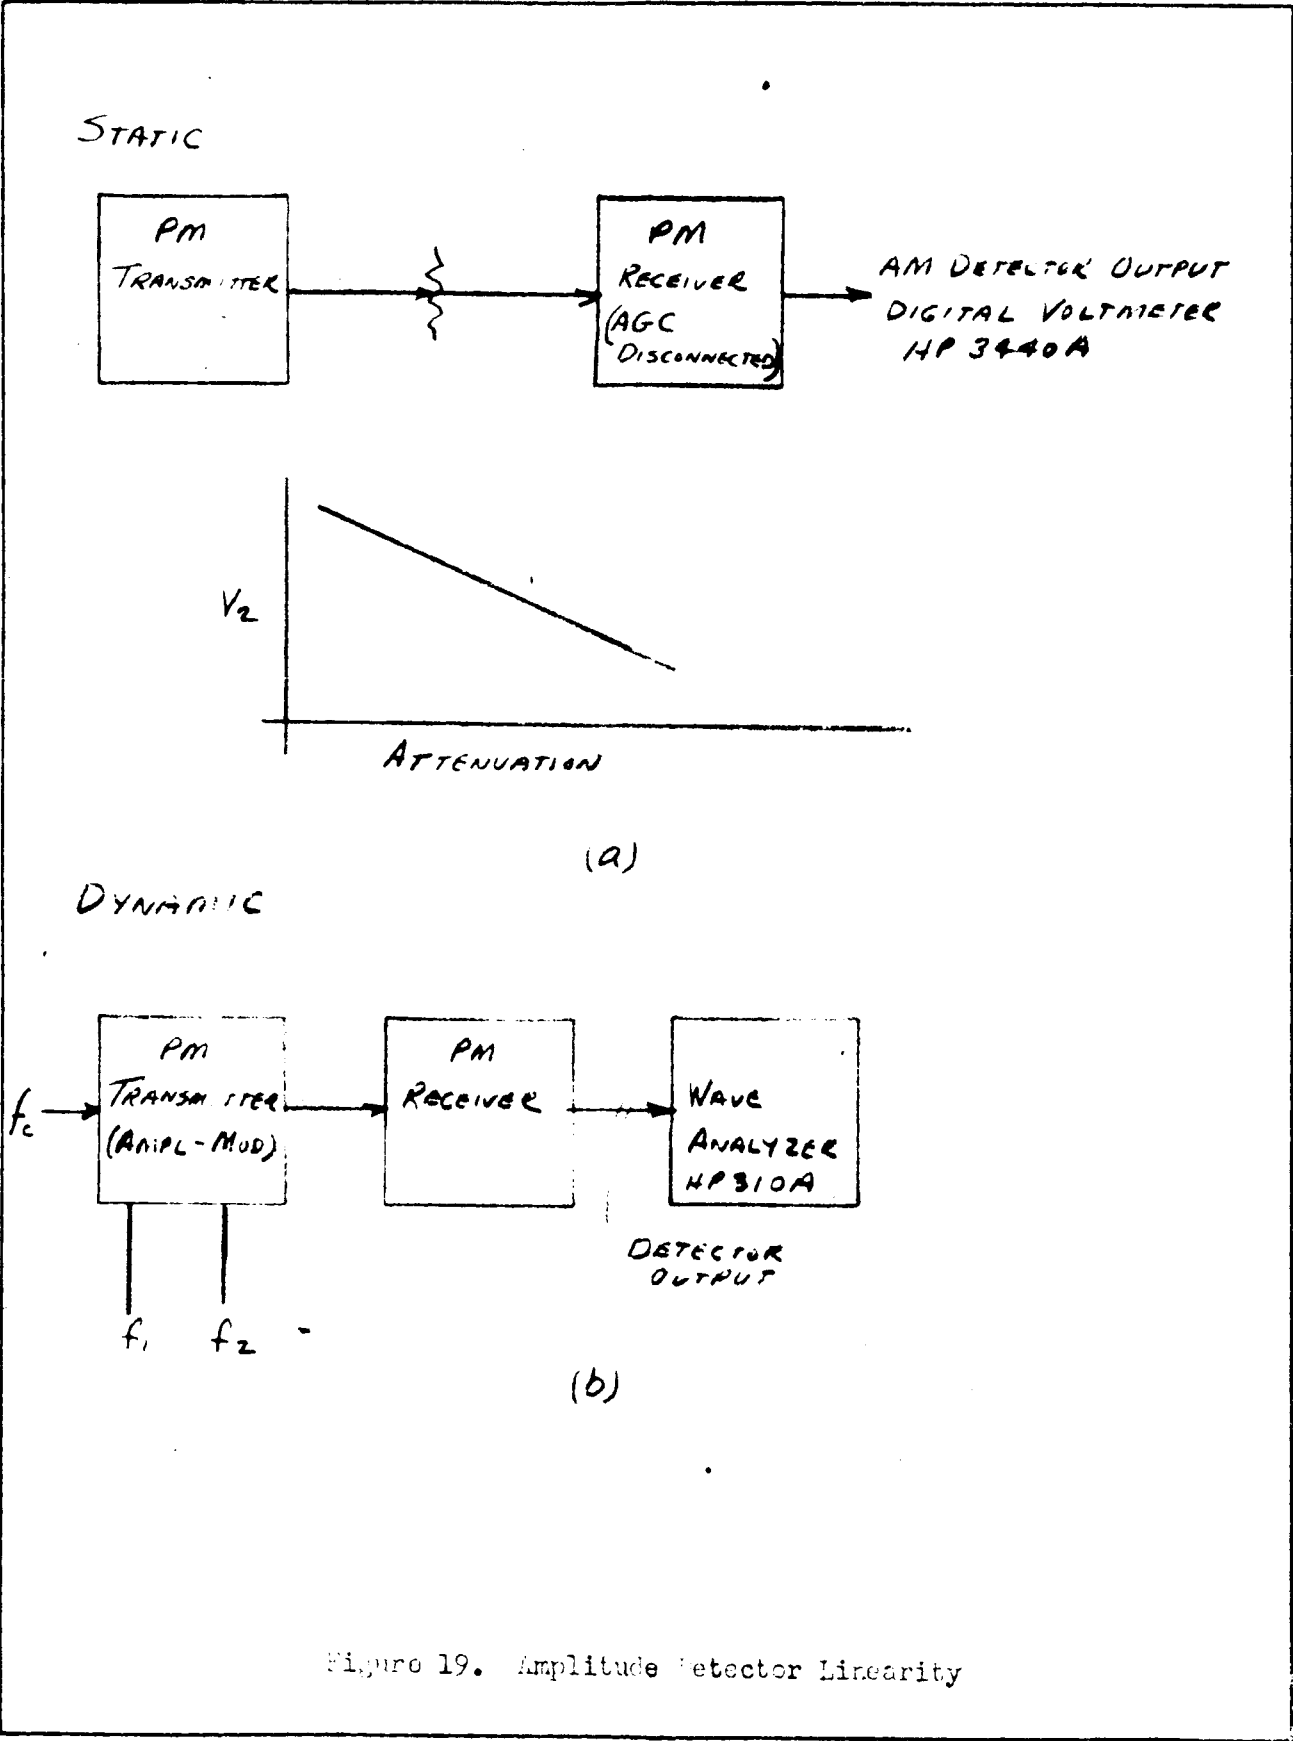 STATIC
PM
TRANSMITTER
PM
RECEIVER
(AGC
DISCONNECTED)
AM DETECTOR OUTPUT
DIGITAL VOLTMETER
HP 3440A
V2
ATTENUATION
(a)
DYNAMIC
fc
PM
TRANSMITTER
(AMPL-MOD)
PM
RECEIVER
WAVE
ANALYZER
HP310A
DETECTOR
OUTPUT
f1 f2
(b)
Figure 19. Amplitude Detector Linearity